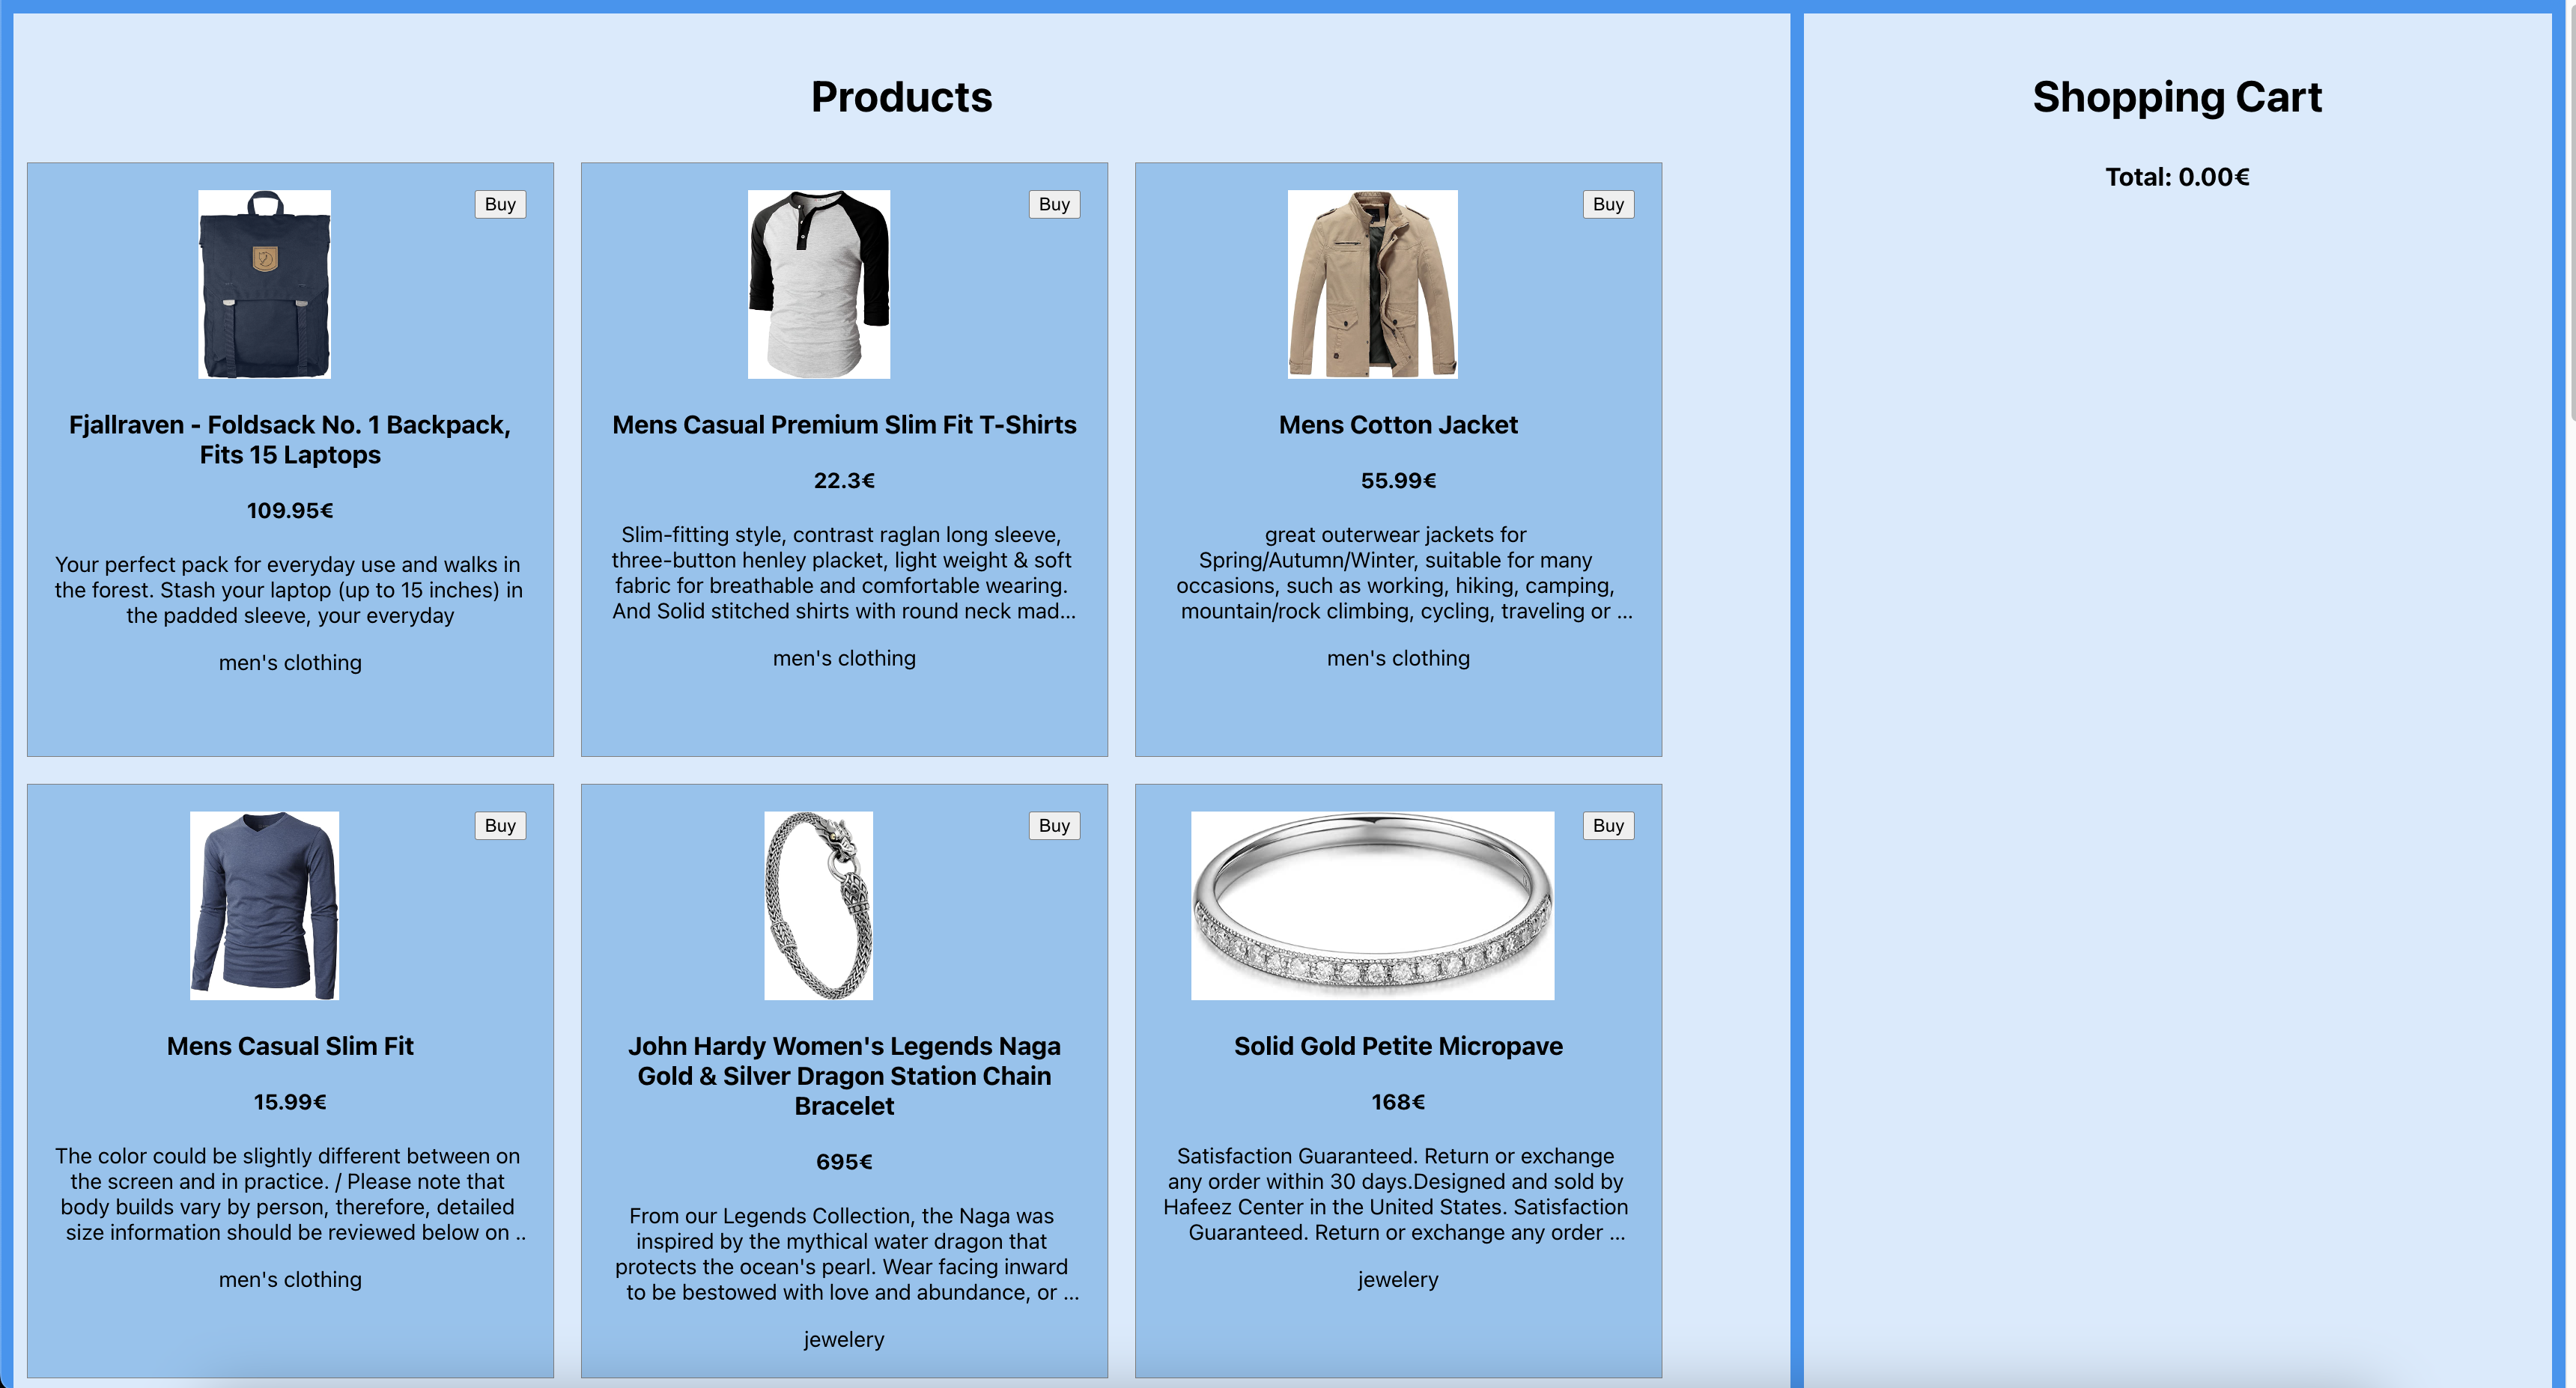 Products
Buy
Fjallraven - Foldsack No. 1 Backpack,
Fits 15 Laptops
109.95€
Your perfect pack for everyday use and walks in
the forest. Stash your laptop (up to 15 inches) in
the padded sleeve, your everyday
men's clothing
Buy
Mens Casual Premium Slim Fit T-Shirts
22.3€
Slim-fitting style, contrast raglan long sleeve,
three-button henley placket, light weight & soft
fabric for breathable and comfortable wearing.
And Solid stitched shirts with round neck mad...
men's clothing
Buy
Mens Cotton Jacket
55.99€
great outerwear jackets for
Spring/Autumn/Winter, suitable for many
occasions, such as working, hiking, camping,
mountain/rock climbing, cycling, traveling or ...
men's clothing
Buy
Mens Casual Slim Fit
15.99€
The color could be slightly different between on
the screen and in practice. / Please note that
body builds vary by person, therefore, detailed
size information should be reviewed below on ..
men's clothing
Buy
John Hardy Women's Legends Naga
Gold & Silver Dragon Station Chain
Bracelet
695€
From our Legends Collection, the Naga was
inspired by the mythical water dragon that
protects the ocean's pearl. Wear facing inward
to be bestowed with love and abundance, or ...
jewelery
Buy
Solid Gold Petite Micropave
168€
Satisfaction Guaranteed. Return or exchange
any order within 30 days.Designed and sold by
Hafeez Center in the United States. Satisfaction
Guaranteed. Return or exchange any order ...
jewelery
Shopping Cart
Total: 0.00€